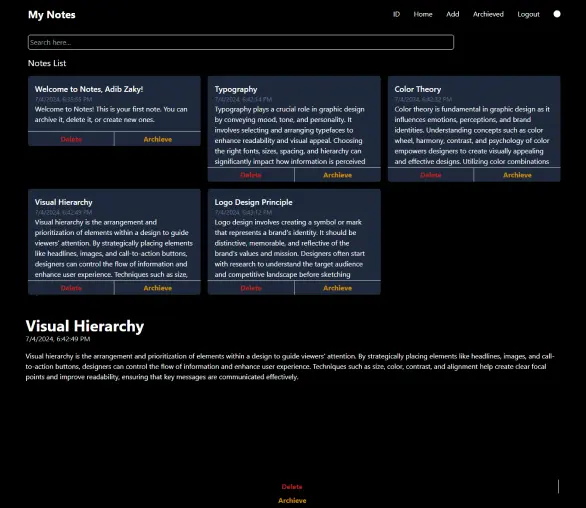 My Notes
ID Home Add Archieved Logout
Search here...
Notes List
Welcome to Notes, Adib Zaky!
7/4/2024, 6:35:55 PM
Welcome to Notes! This is your first note. You can
archive it, delete it, or create new ones.
Delete Archieve
Typography
7/4/2024, 6:42:14 PM
Typography plays a crucial role in graphic design
by conveying mood, tone, and personality. It
involves selecting and arranging typefaces to
enhance readability and visual appeal. Choosing
the right fonts, sizes, spacing, and hierarchy can
significantly impact how information is perceived
Delete Archieve
Color Theory
7/4/2024, 6:42:32 PM
Color theory is fundamental in graphic design as it
influences emotions, perceptions, and brand
identities. Understanding concepts such as color
wheel, harmony, contrast, and psychology of color
empowers designers to create visually appealing
and effective designs. Utilizing color combinations
Delete Archieve
Visual Hierarchy
7/4/2024, 6:42:49 PM
Visual hierarchy is the arrangement and
prioritization of elements within a design to guide
viewers' attention. By strategically placing elements
like headlines, images, and call-to-action buttons,
designers can control the flow of information and
enhance user experience. Techniques such as size,
Delete Archieve
Logo Design Principle
7/4/2024, 6:43:12 PM
Logo design involves creating a symbol or mark
that represents a brand's identity. It should be
distinctive, memorable, and reflective of the
brand's values and mission. Designers often start
with research to understand the target audience
and competitive landscape before sketching
Delete Archieve
Visual Hierarchy
7/4/2024, 6:42:49 PM
Visual hierarchy is the arrangement and prioritization of elements within a design to guide viewers' attention. By strategically placing elements like headlines, images, and call-
to-action buttons, designers can control the flow of information and enhance user experience. Techniques such as size, color, contrast, and alignment help create clear focal
points and improve readability, ensuring that key messages are communicated effectively.
Delete
Archieve